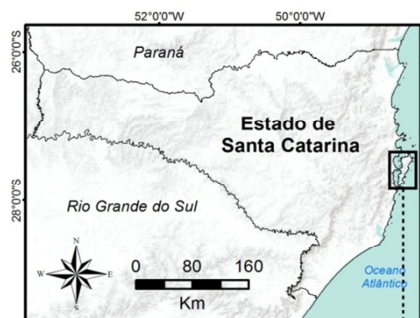 52°0'0"W
50°0'0"W
26°0'0"S
Paraná
Estado de
Santa Catarina
28°0'0"S
Rio Grande do Sul
N
W
E
S
0 80 160
Km
Oceano
Atlântico